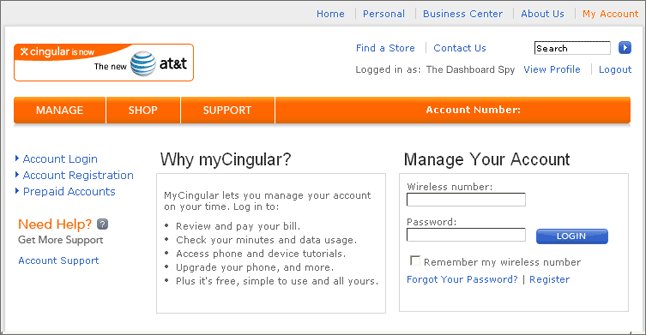 Home Personal Business Center About Us My Account
cingular is now
The new at&t
Find a Store Contact Us Search
Logged in as: The Dashboard Spy View Profile Logout
MANAGE SHOP SUPPORT Account Number:
Account Login
Account Registration
Prepaid Accounts
Need Help? ?
Get More Support
Account Support
Why myCingular?
MyCingular lets you manage your account
on your time. Log in to:
• Review and pay your bill.
• Check your minutes and data usage.
• Access phone and device tutorials.
• Upgrade your phone, and more.
• Plus it's free, simple to use and all yours.
Manage Your Account
Wireless number:
Password:
LOGIN
Remember my wireless number
Forgot Your Password? | Register